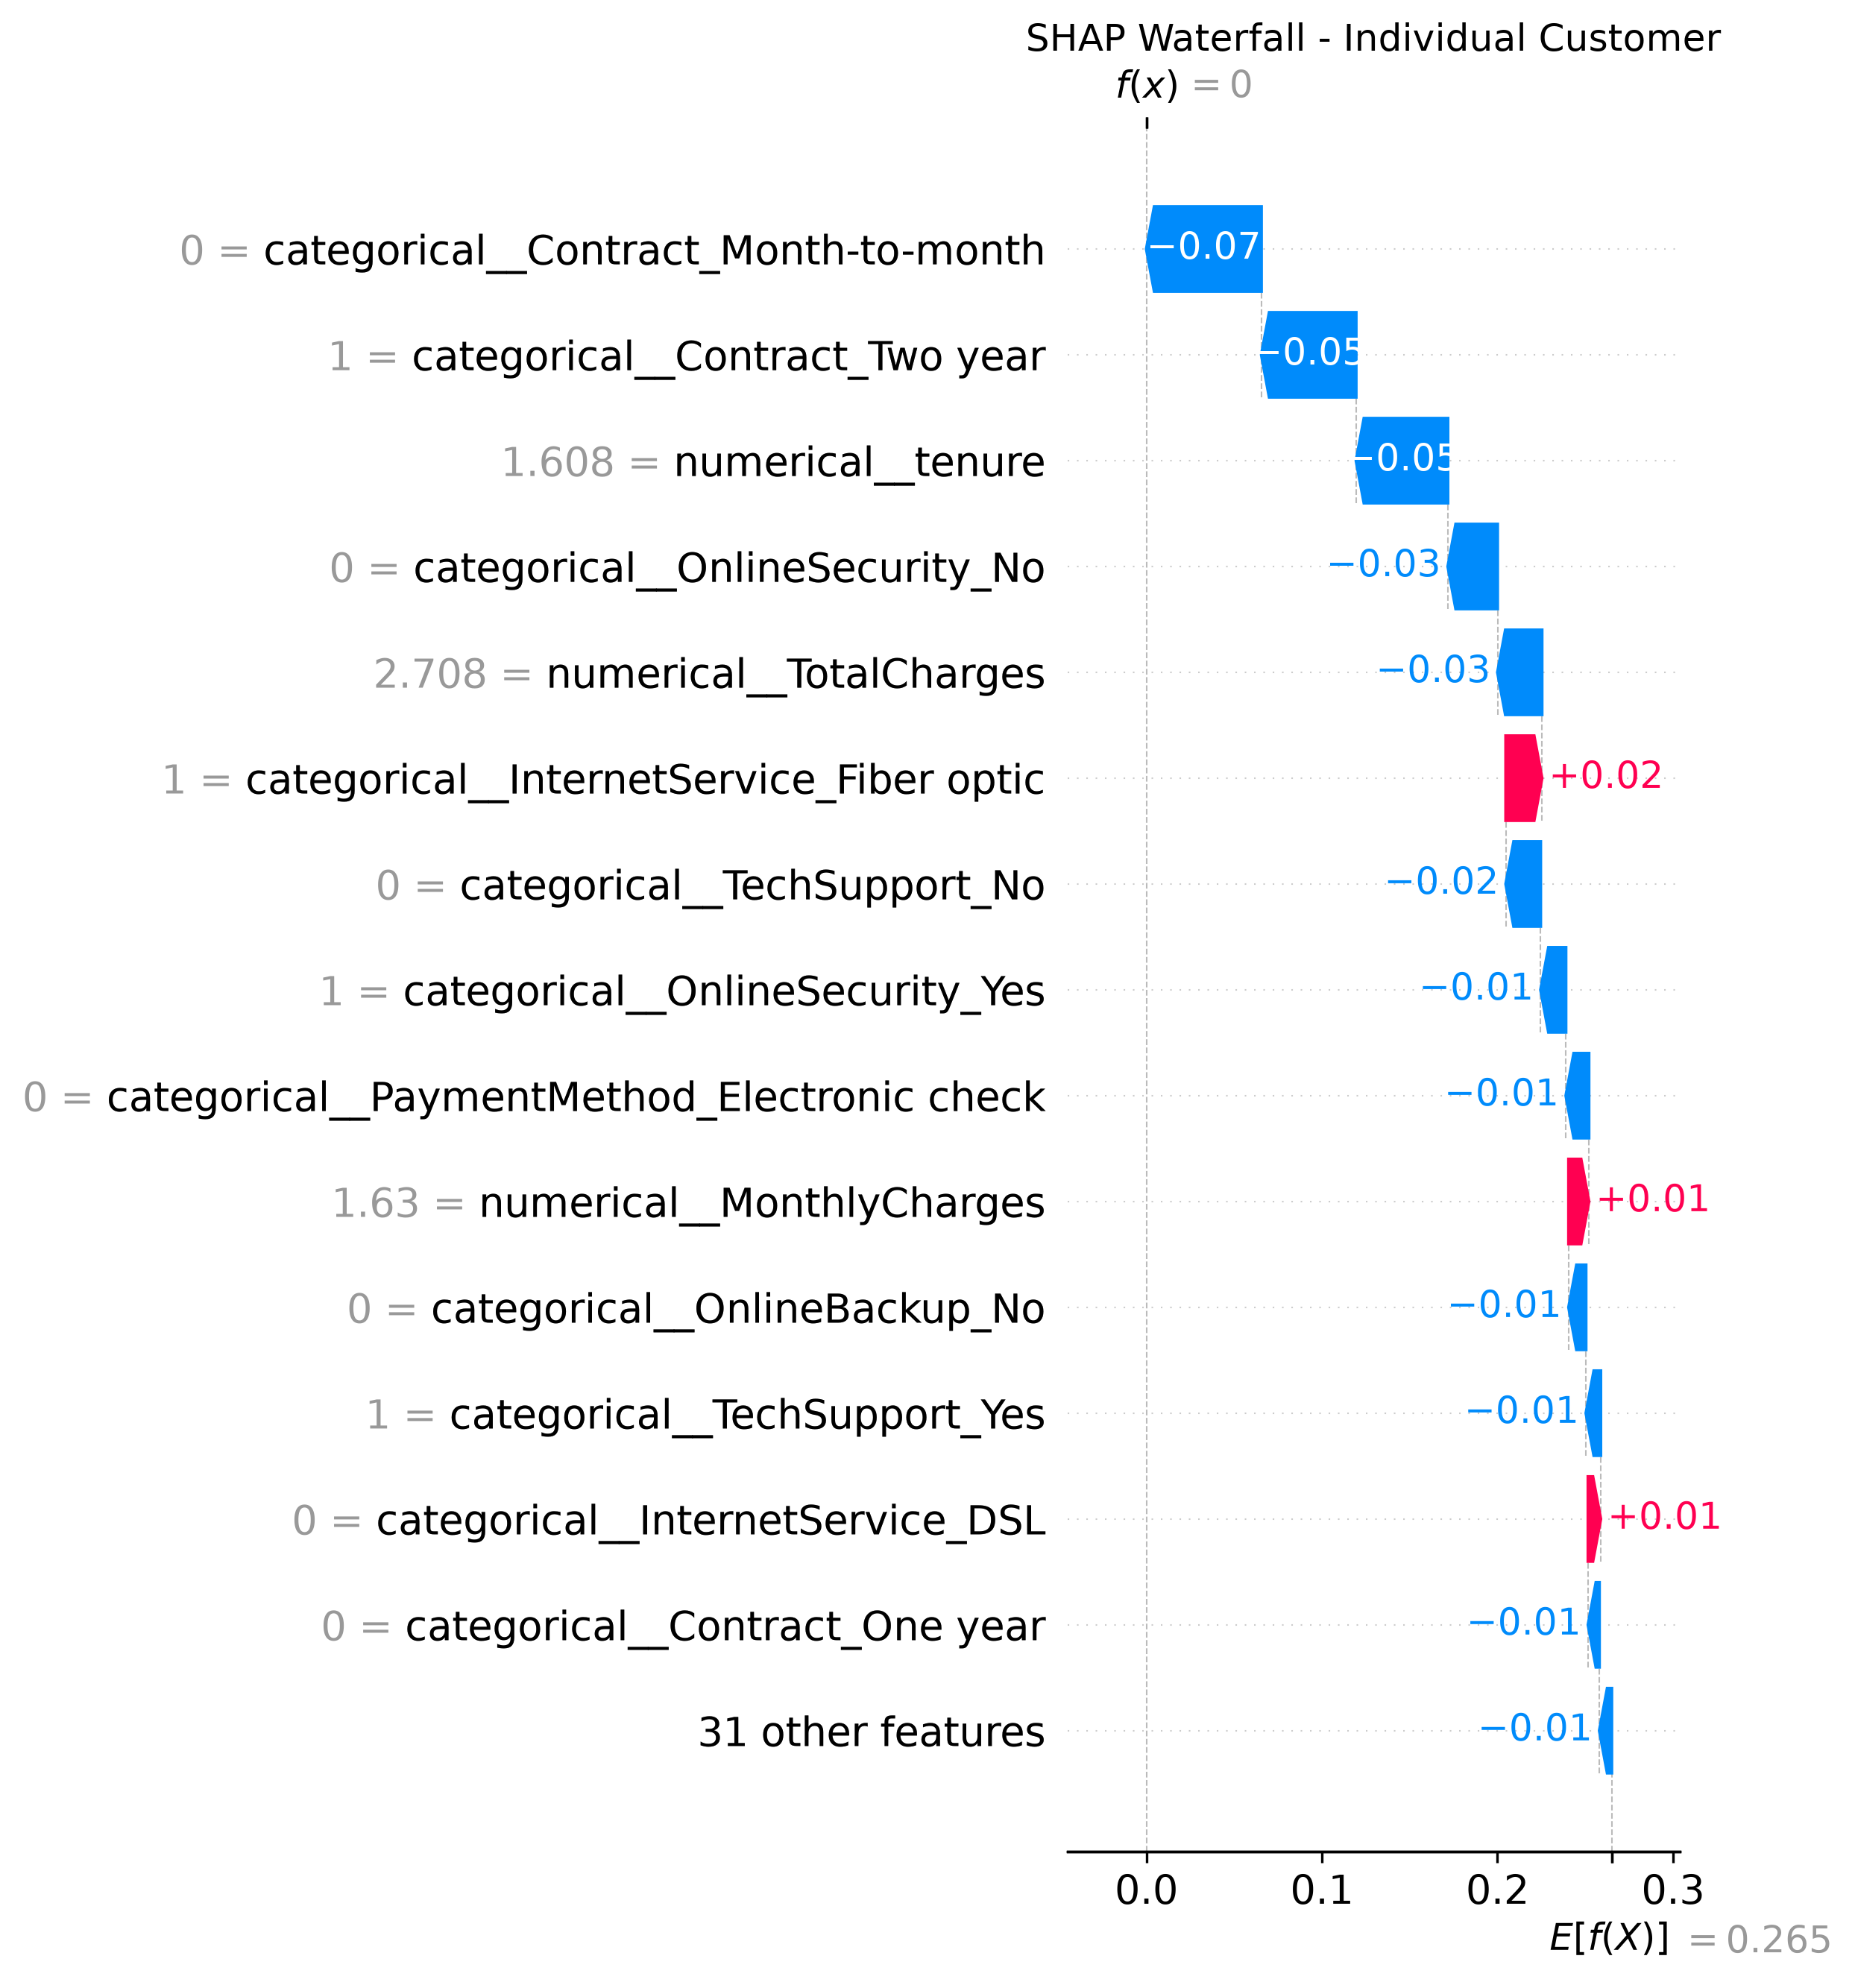 SHAP Waterfall - Individual Customer
f(x) = 0
0 = categorical__Contract_Month-to-month −0.07
1 = categorical__Contract_Two year −0.05
1.608 = numerical__tenure −0.05
0 = categorical__OnlineSecurity_No −0.03
2.708 = numerical__TotalCharges −0.03
1 = categorical__InternetService_Fiber optic +0.02
0 = categorical__TechSupport_No −0.02
1 = categorical__OnlineSecurity_Yes −0.01
0 = categorical__PaymentMethod_Electronic check −0.01
1.63 = numerical__MonthlyCharges +0.01
0 = categorical__OnlineBackup_No −0.01
1 = categorical__TechSupport_Yes −0.01
0 = categorical__InternetService_DSL +0.01
0 = categorical__Contract_One year −0.01
31 other features −0.01
0.0 0.1 0.2 0.3
E[f(X)] = 0.265